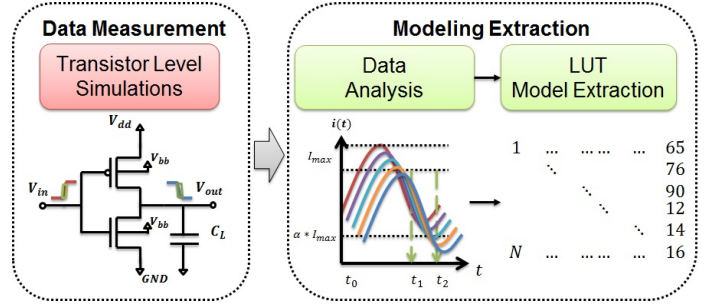 Data Measurement
Transistor Level
Simulations
V_dd
V_bb
V_in
V_out
V_bb
C_L
GND
Modeling Extraction
Data
Analysis
LUT
Model Extraction
i(t)
I_max
α * I_max
t_0
t_1
t_2
t
1 ... ... ... ... 65
76
90
12
14
N ... ... ... ... 16